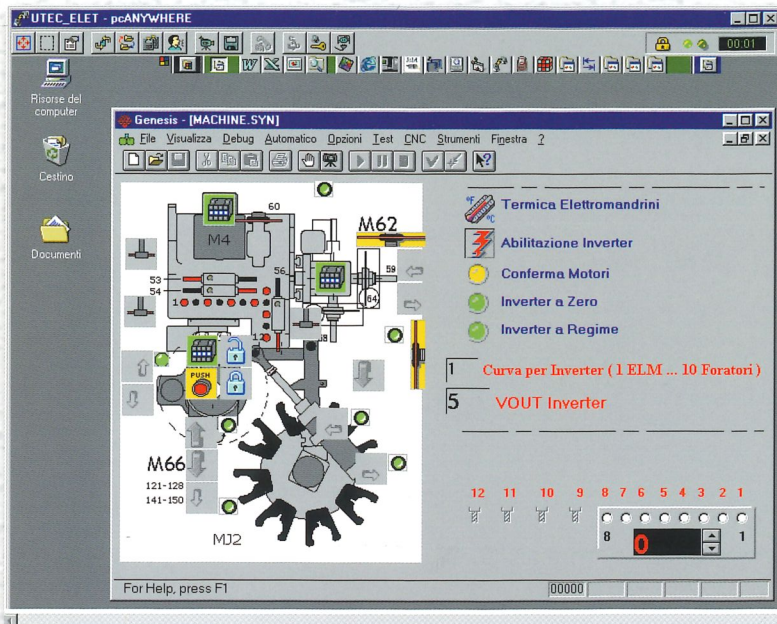 UTEC_ELET - pcANYWHERE
00.01
Risorse del
computer
Cestino
Documenti
Genesis - [MACHINE.SYN]
File Visualizza Debug Automatico Opzioni Test CNC Strumenti Finestra ?
60
M4
M62
53
54
56
59
64
1
12
PUSH
M66
121-128
141-150
MJ2
°F
°C
Termica Elettromandrini
Abilitazione Inverter
Conferma Motori
Inverter a Zero
Inverter a Regime
1 Curva per Inverter ( 1 ELM ... 10 Foratori )
5 VOUT Inverter
12 11 10 9 8 7 6 5 4 3 2 1
8 0 1
For Help, press F1
00000